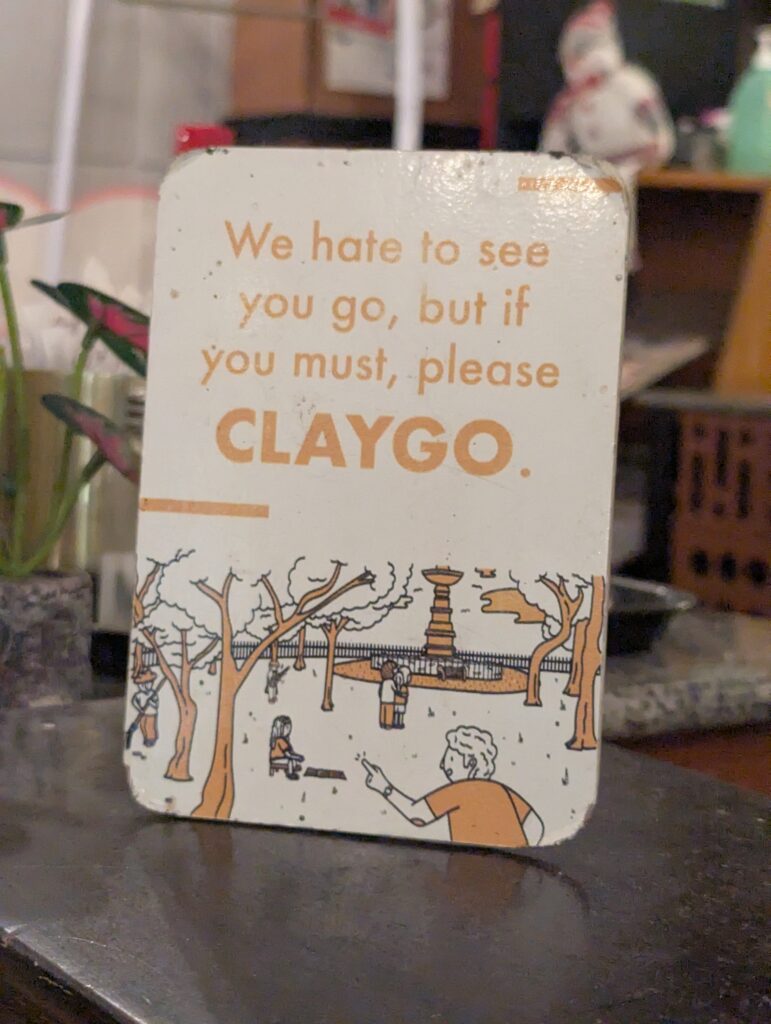 We hate to see
you go, but if
you must, please
CLAYGO.